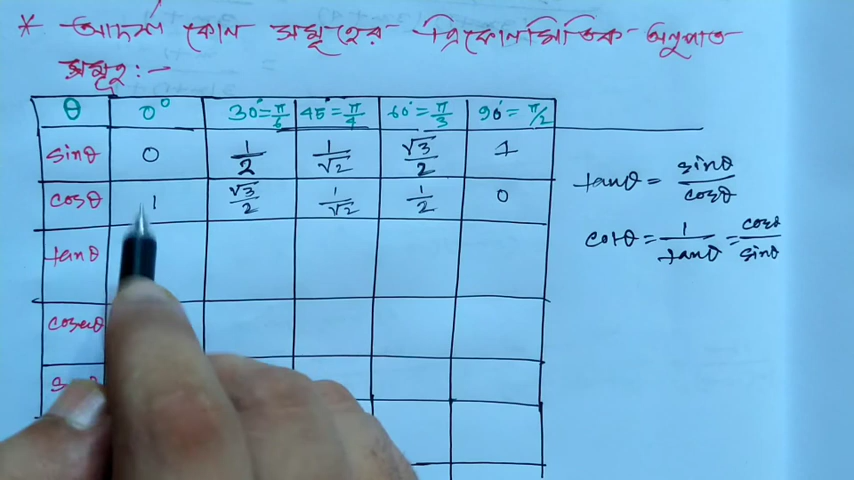 * আদর্শ কোন সমূহের ত্রিকোনমিতিক অনুপাত
সমূহ :-
θ 0° 30°=π/6 45°=π/4 60°=π/3 90°=π/2
sinθ 0 1/2 1/√2 √3/2 1
cosθ 1 √3/2 1/√2 1/2 0
tanθ
cosecθ
tanθ = sinθ/cosθ
cotθ = 1/tanθ = cosθ/sinθ